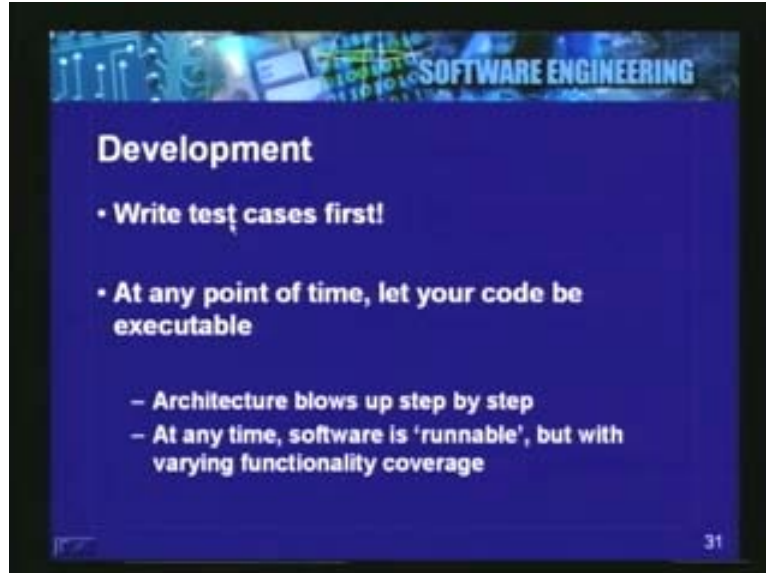 SOFTWARE ENGINEERING
Development
• Write test cases first!
• At any point of time, let your code be
executable
– Architecture blows up step by step
– At any time, software is ‘runnable’, but with
varying functionality coverage
31